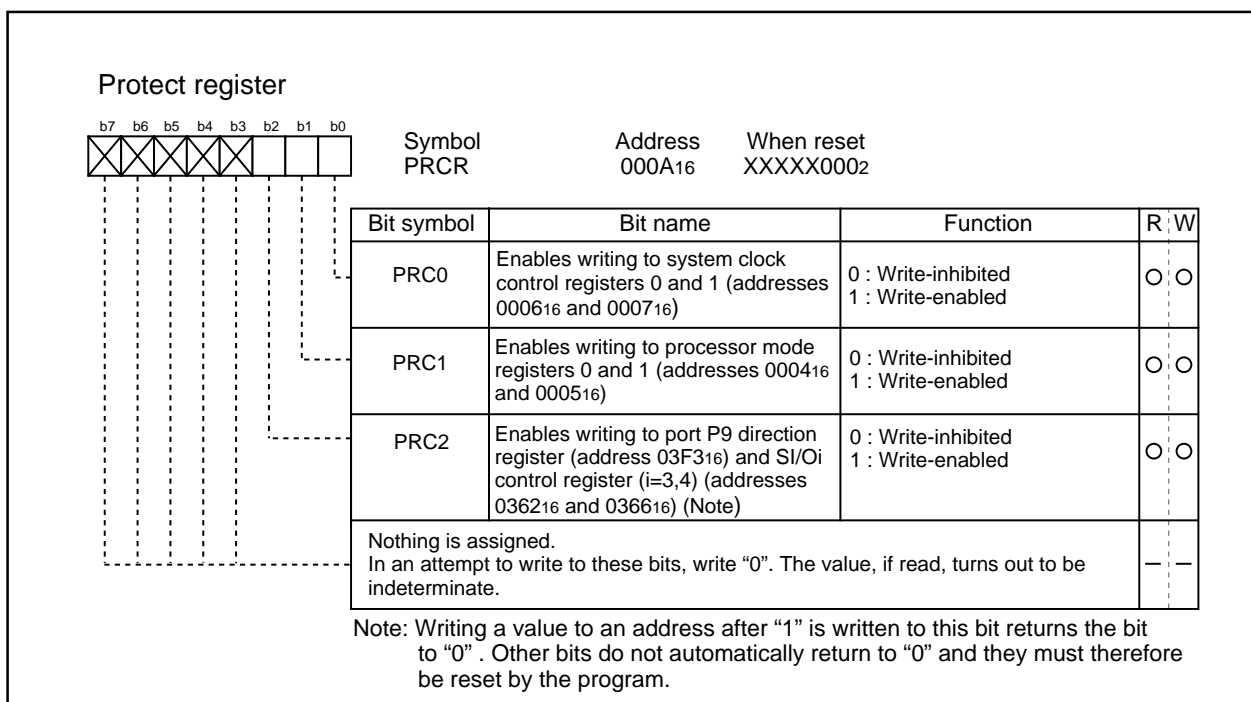 Protect register
b7 b6 b5 b4 b3 b2 b1 b0
Symbol Address When reset
PRCR 000A16 XXXXX0002
Bit symbol Bit name Function R W
PRC0
Enables writing to system clock
control registers 0 and 1 (addresses
000616 and 000716)
0 : Write-inhibited
1 : Write-enabled
PRC1
Enables writing to processor mode
registers 0 and 1 (addresses 000416
and 000516)
0 : Write-inhibited
1 : Write-enabled
PRC2
Enables writing to port P9 direction
register (address 03F316) and SI/Oi
control register (i=3,4) (addresses
036216 and 036616) (Note)
0 : Write-inhibited
1 : Write-enabled
Nothing is assigned.
In an attempt to write to these bits, write “0”. The value, if read, turns out to be
indeterminate.
Note: Writing a value to an address after “1” is written to this bit returns the bit
to “0” . Other bits do not automatically return to “0” and they must therefore
be reset by the program.